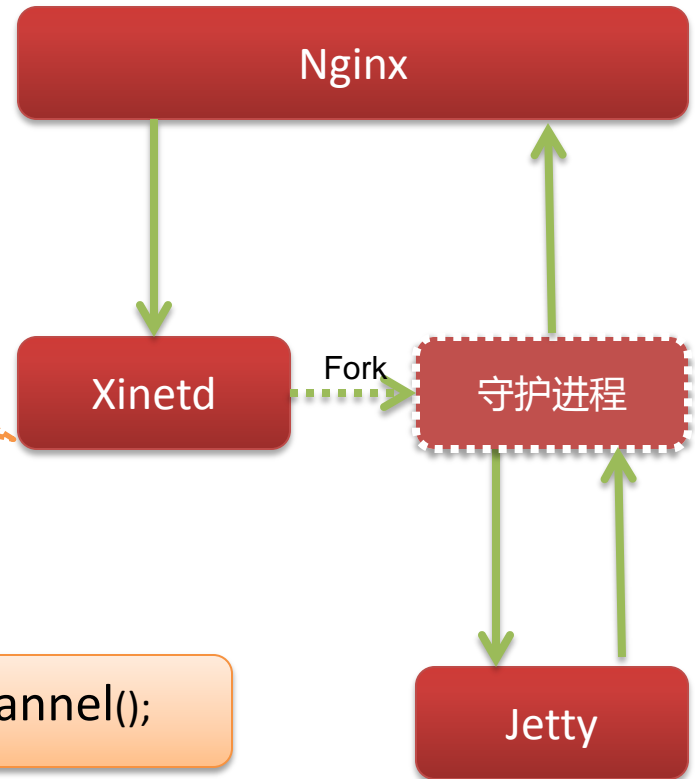 Nginx
Xinetd
Fork
守护进程
annel();
Jetty